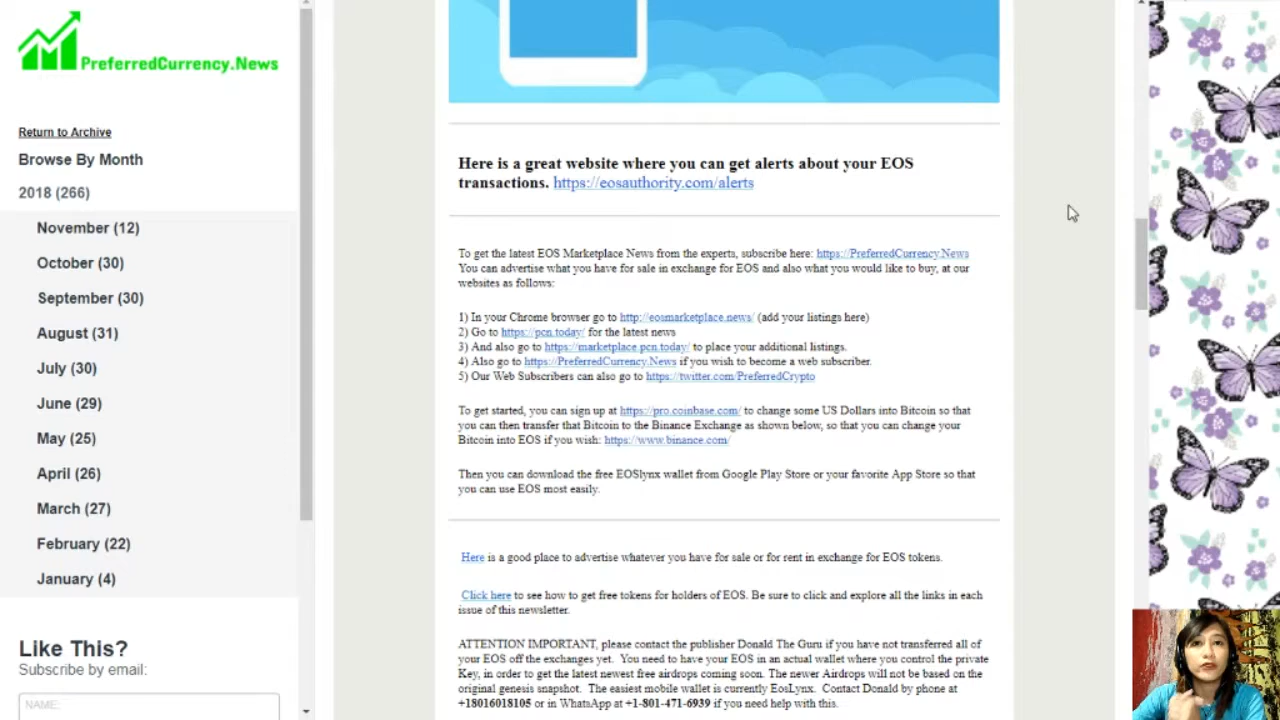 PreferredCurrency.News
Return to Archive
Browse By Month
2018 (266)
November (12)
October (30)
September (30)
August (31)
July (30)
June (29)
May (25)
April (26)
March (27)
February (22)
January (4)
Like This?
Subscribe by email:
NAME:
Here is a great website where you can get alerts about your EOS
transactions. https://eosauthority.com/alerts
To get the latest EOS Marketplace News from the experts, subscribe here: https://PreferredCurrency.News
You can advertise what you have for sale in exchange for EOS and also what you would like to buy, at our
websites as follows:
1) In your Chrome browser go to http://eosmarketplace.news/ (add your listings here)
2) Go to https://pcn.today/ for the latest news
3) And also go to https://marketplace.pcn.today/ to place your additional listings.
4) Also go to https://PreferredCurrency.News if you wish to become a web subscriber.
5) Our Web Subscribers can also go to https://twitter.com/PreferredCrypto
To get started, you can sign up at https://pro.coinbase.com/ to change some US Dollars into Bitcoin so that
you can then transfer that Bitcoin to the Binance Exchange as shown below, so that you can change your
Bitcoin into EOS if you wish: https://www.binance.com/
Then you can download the free EOSlynx wallet from Google Play Store or your favorite App Store so that
you can use EOS most easily.
Here is a good place to advertise whatever you have for sale or for rent in exchange for EOS tokens.
Click here to see how to get free tokens for holders of EOS. Be sure to click and explore all the links in each
issue of this newsletter.
ATTENTION IMPORTANT, please contact the publisher Donald The Guru if you have not transferred all of
your EOS off the exchanges yet. You need to have your EOS in an actual wallet where you control the private
Key, in order to get the latest newest free airdrops coming soon. The newer Airdrops will not be based on the
original genesis snapshot. The easiest mobile wallet is currently EosLynx. Contact Donald by phone at
+18016018105 or in WhatsApp at +1-801-471-6939 if you need help with this.